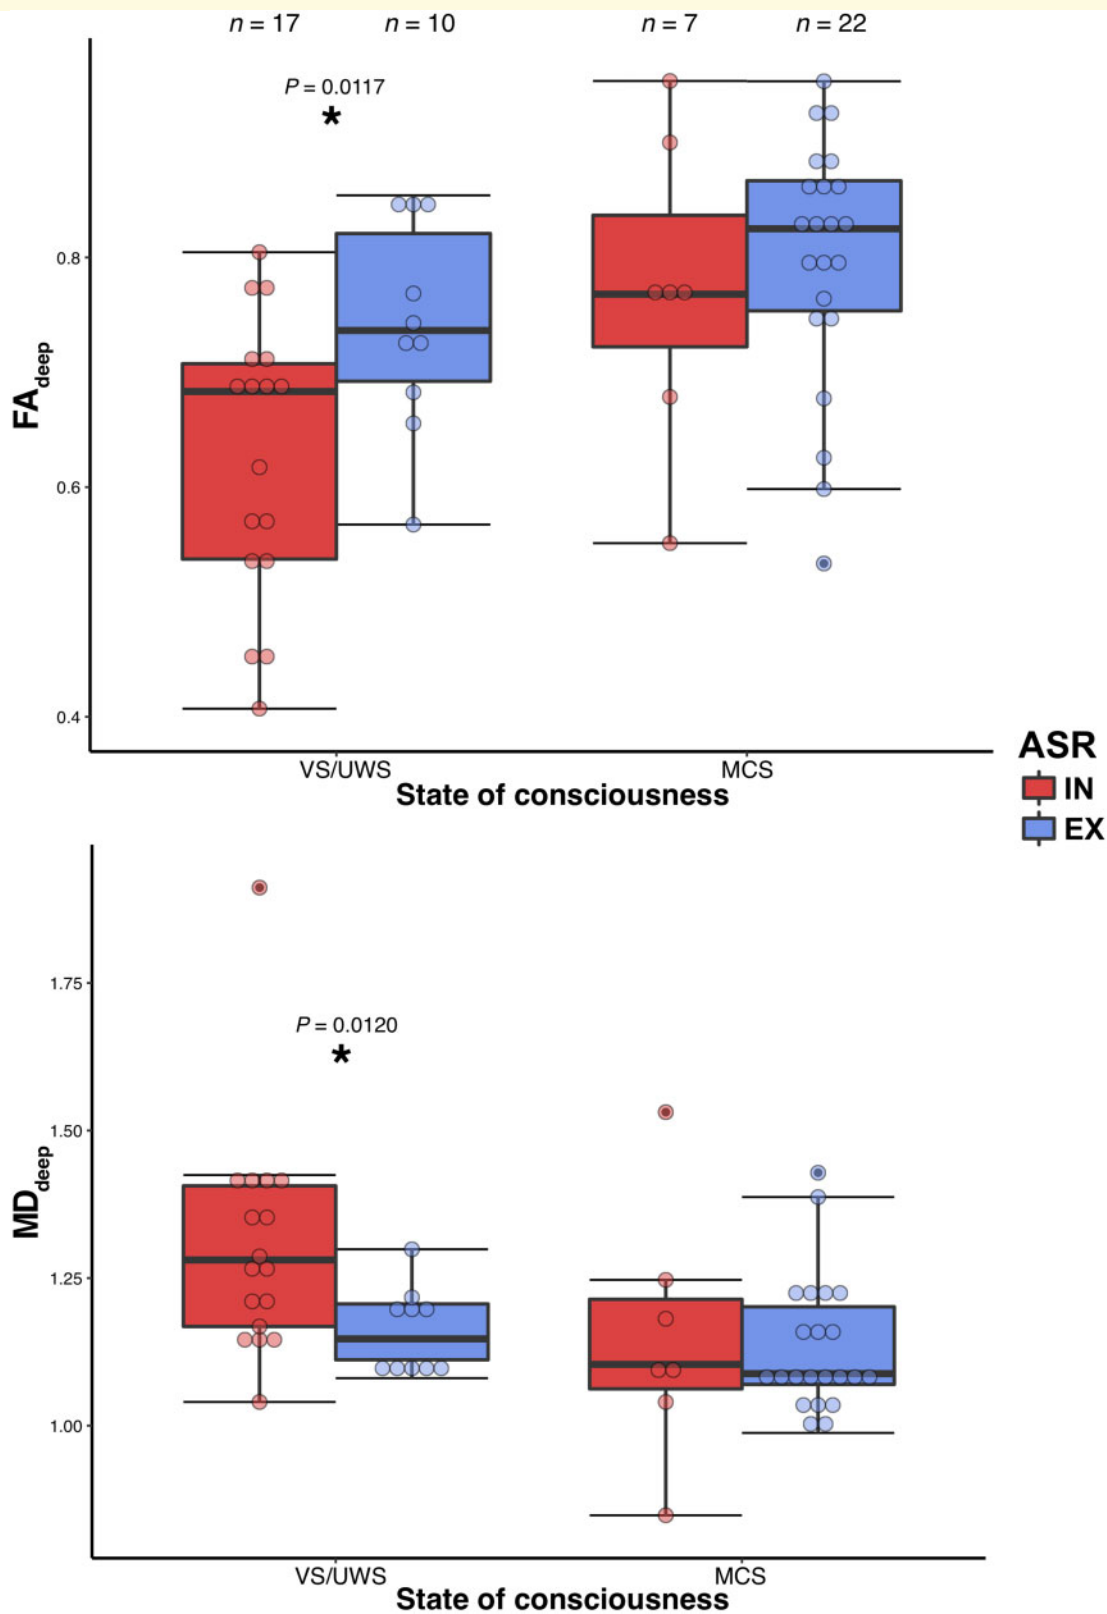 n = 17 n = 10 n = 7 n = 22
P = 0.0117
*
0.8
0.6
0.4
FAdeep
VS/UWS MCS
State of consciousness
ASR
IN
EX
P = 0.0120
*
1.75
1.50
1.25
1.00
MDdeep
VS/UWS MCS
State of consciousness